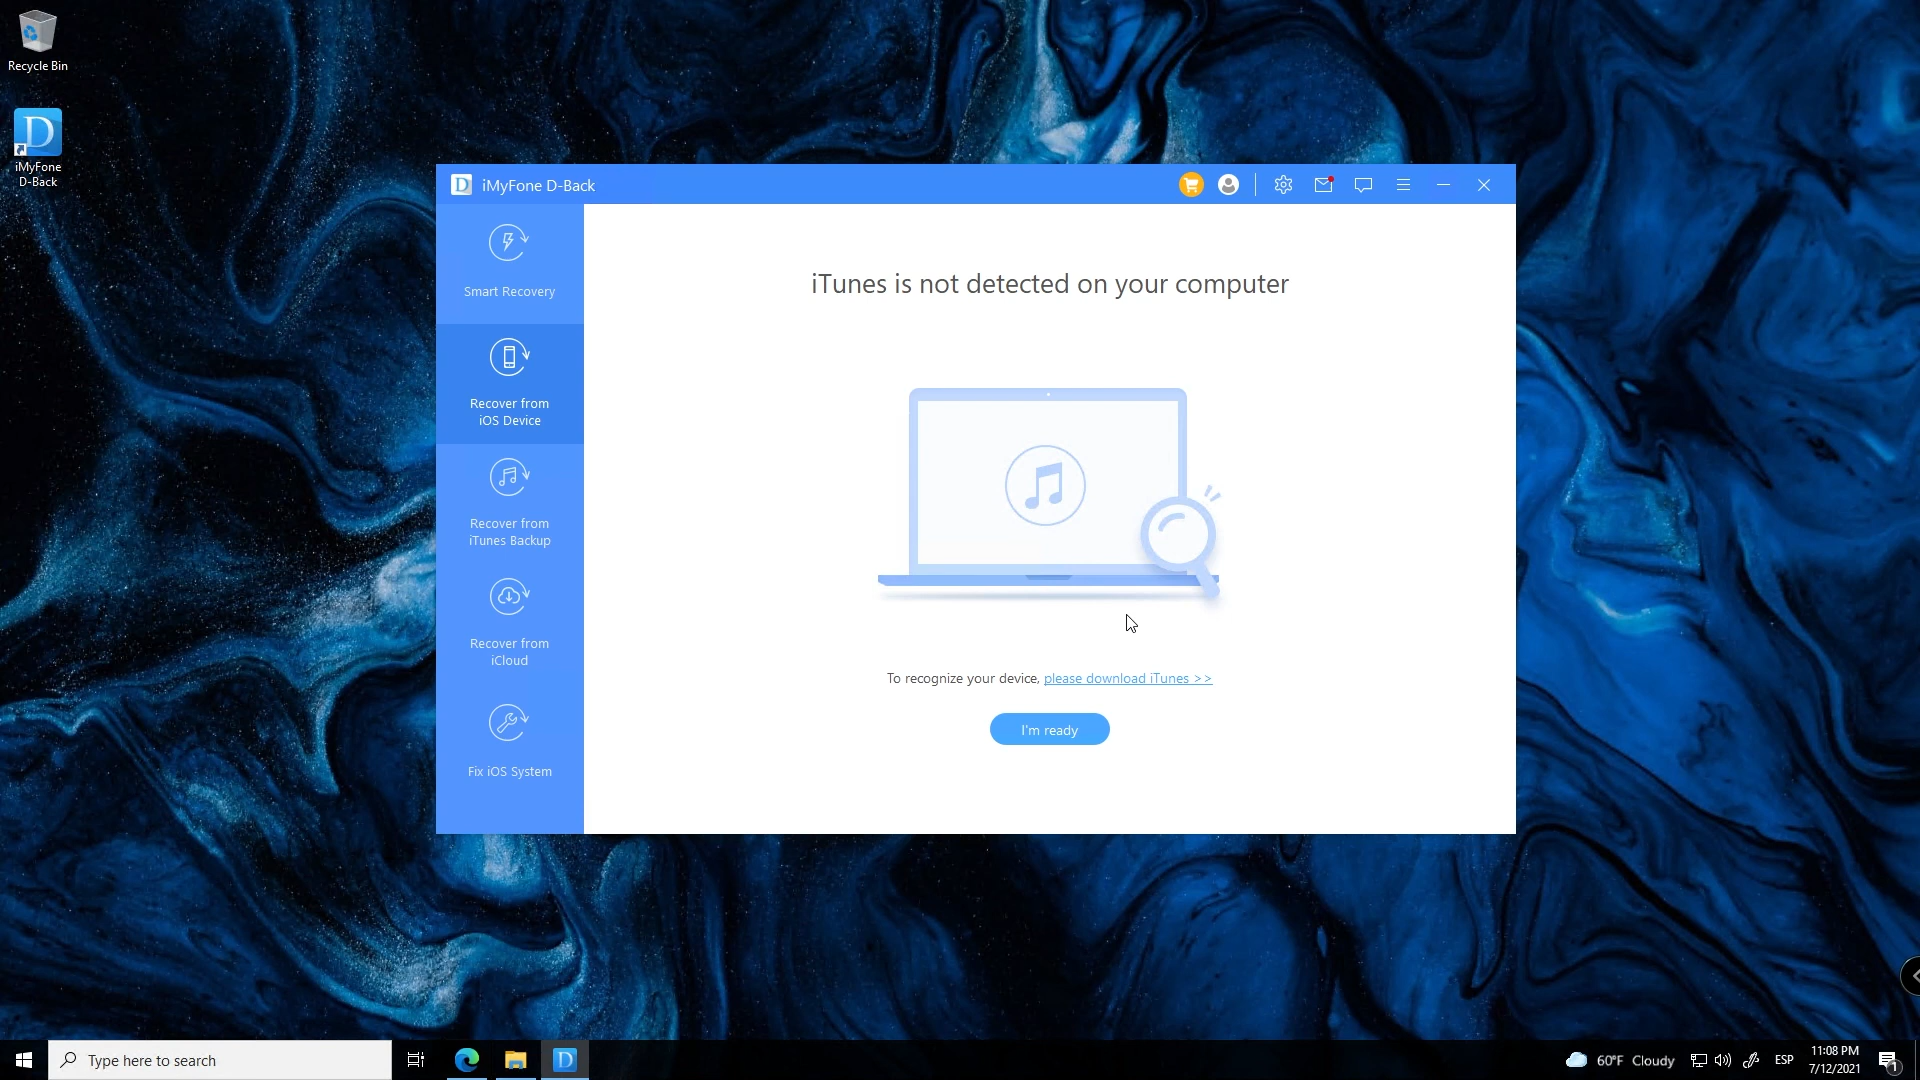 Recycle Bin
D
iMyFone
D-Back
D
iMyFone D-Back
Smart Recovery
Recover from
iOS Device
Recover from
iTunes Backup
Recover from
iCloud
Fix iOS System
iTunes is not detected on your computer
To recognize your device, please download iTunes >>
I'm ready
Type here to search
D
60°F Cloudy
ESP
11:08 PM
7/12/2021
1